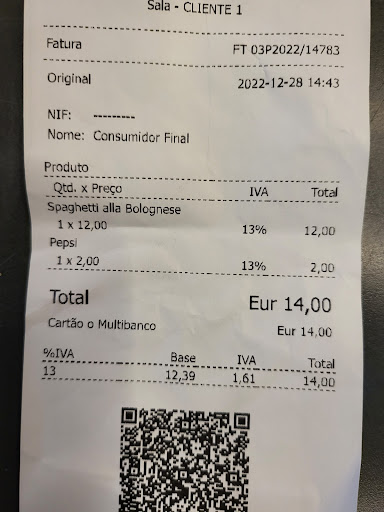 Sala - CLIENTE 1
Fatura FT 03P2022/14783
Original 2022-12-28 14:43
NIF: ---------
Nome: Consumidor Final
Produto
Qtd. x Preço IVA Total
Spaghetti alla Bolognese
1 x 12,00 13% 12,00
Pepsi
1 x 2,00 13% 2,00
Total Eur 14,00
Cartão o Multibanco Eur 14,00
%IVA Base IVA Total
13 12,39 1,61 14,00